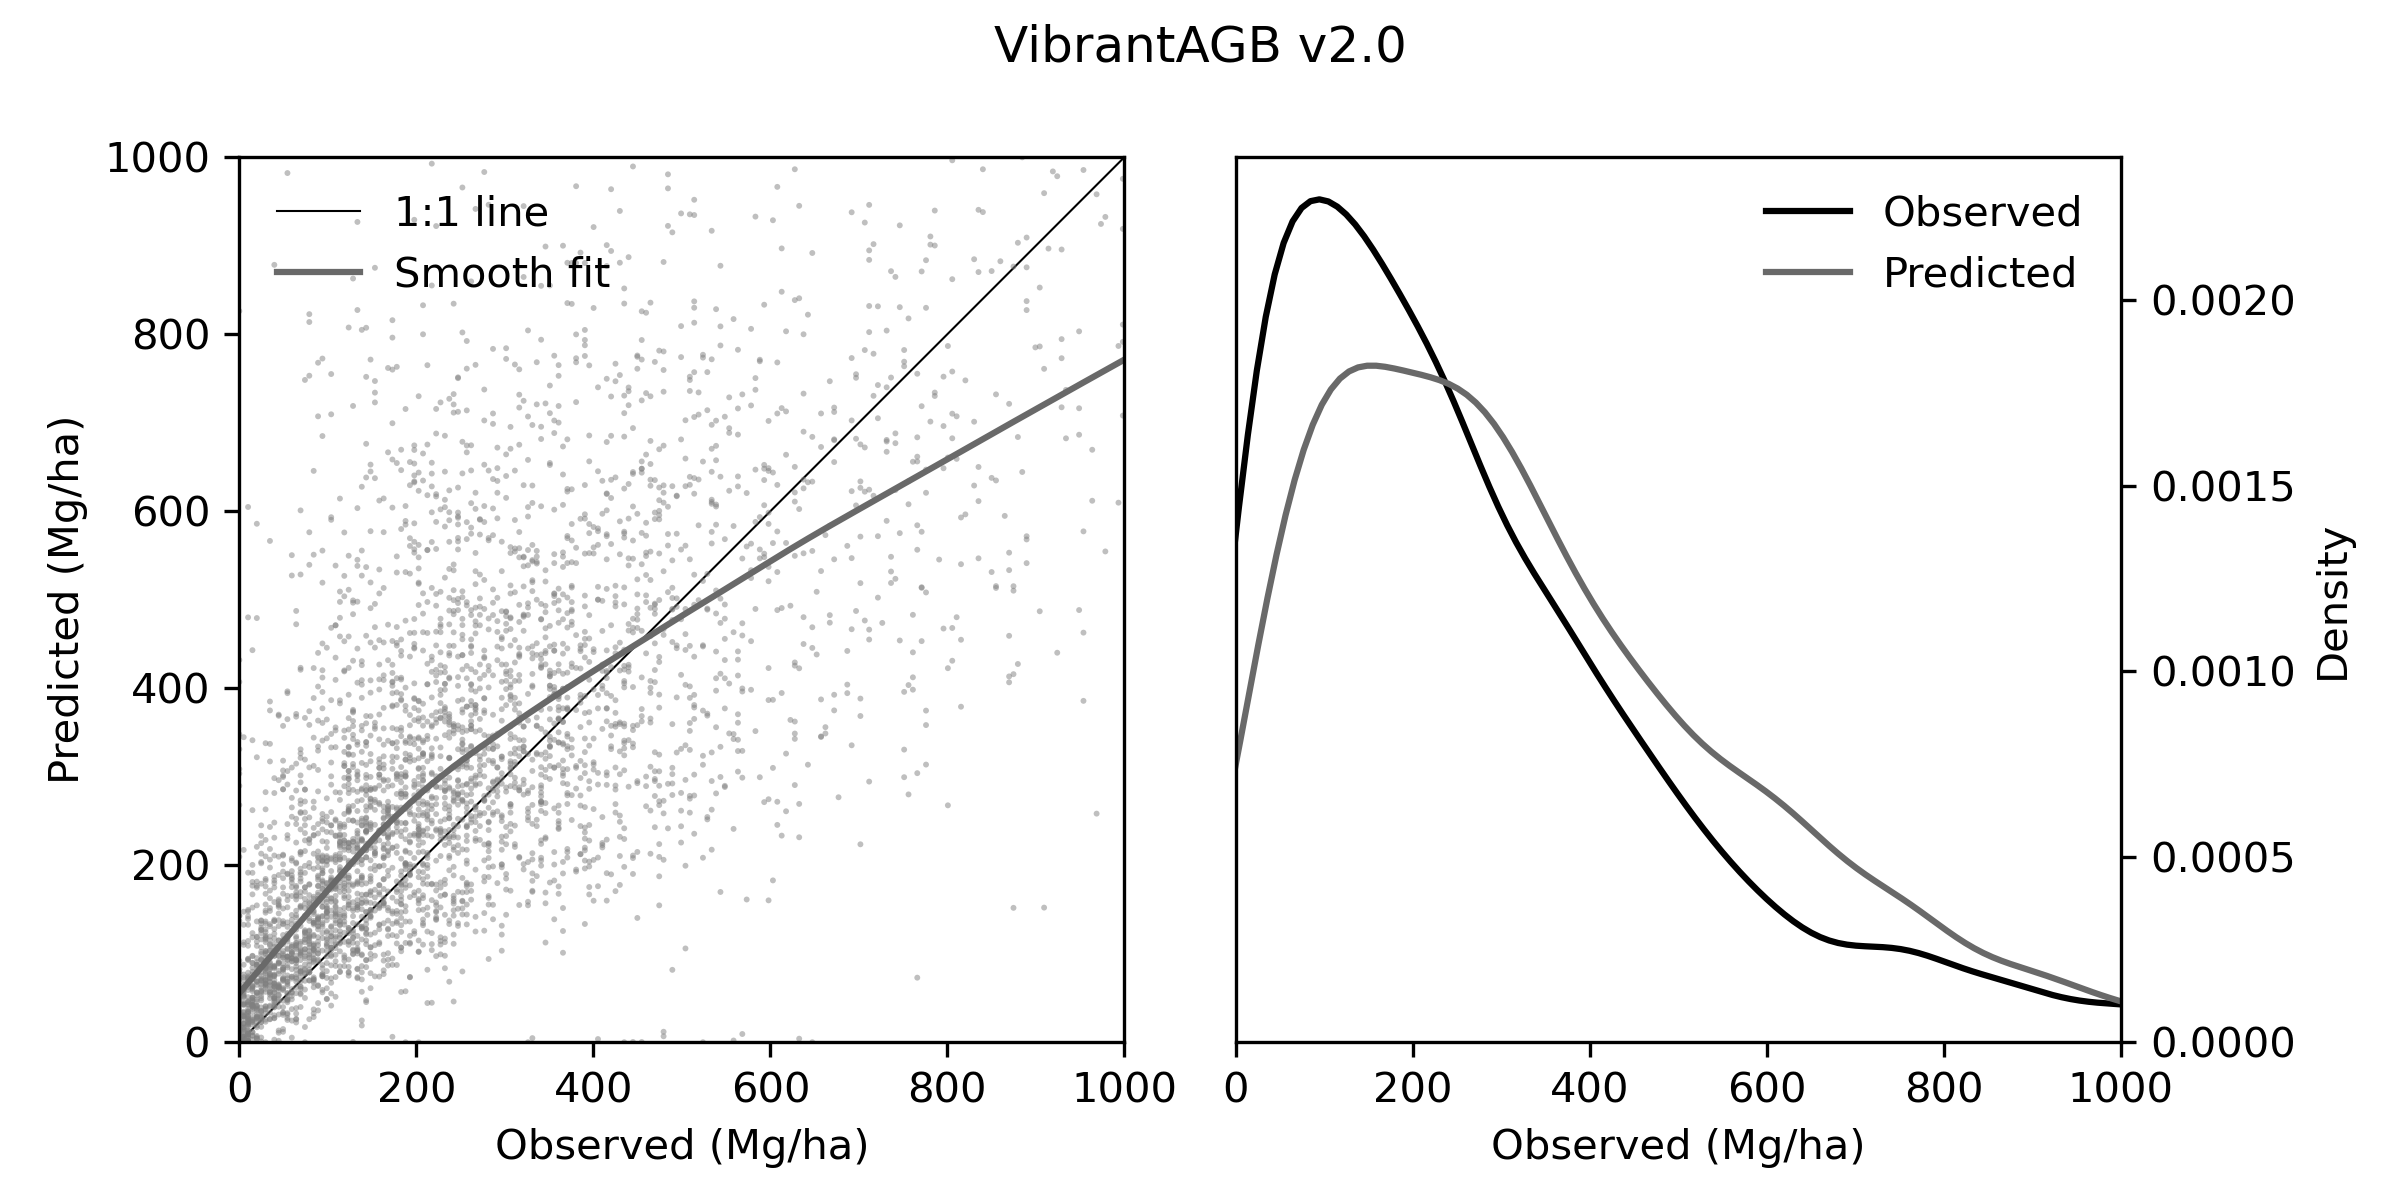 VibrantAGB v2.0
1:1 line
Smooth fit
1000
800
600
400
200
0
Predicted (Mg/ha)
0 200 400 600 800 1000
Observed (Mg/ha)
Observed
Predicted
0.0020
0.0015
0.0010
0.0005
0.0000
Density
0 200 400 600 800 1000
Observed (Mg/ha)